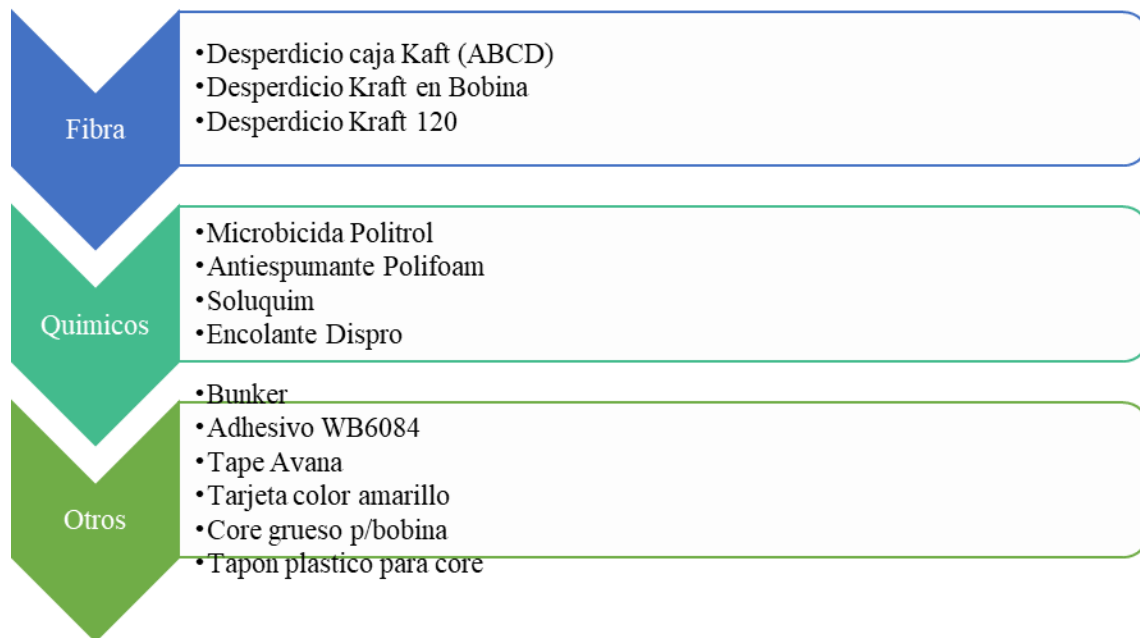 Fibra
•Desperdicio caja Kaft (ABCD)
•Desperdicio Kraft en Bobina
•Desperdicio Kraft 120
Quimicos
•Microbicida Politrol
•Antiespumante Polifoam
•Soluquim
•Encolante Dispro
Otros
•Bunker
•Adhesivo WB6084
•Tape Avana
•Tarjeta color amarillo
•Core grueso p/bobina
•Tapon plastico para core